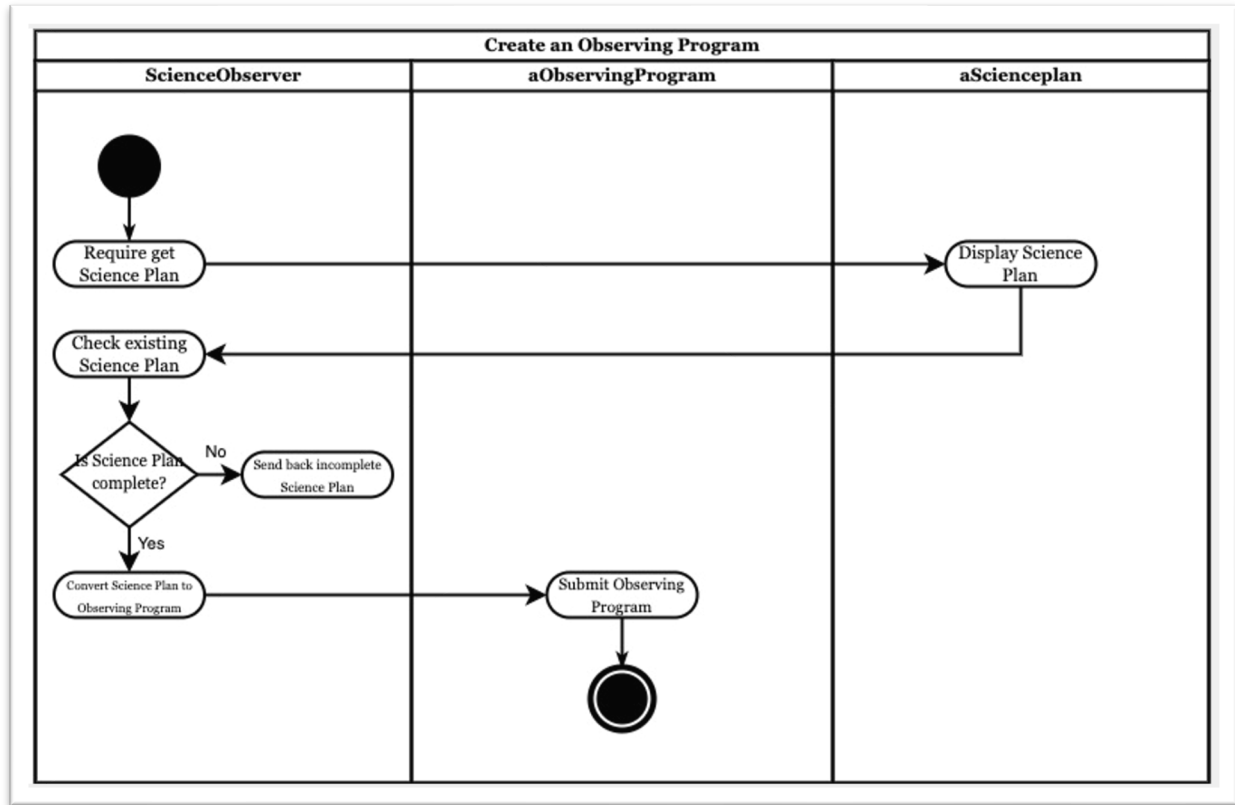 Create an Observing Program
ScienceObserver
aObservingProgram
aScienceplan
Require get
Science Plan
Display Science
Plan
Check existing
Science Plan
Is Science Plan
complete?
No
Send back incomplete
Science Plan
Yes
Convert Science Plan to
Observing Program
Submit Observing
Program